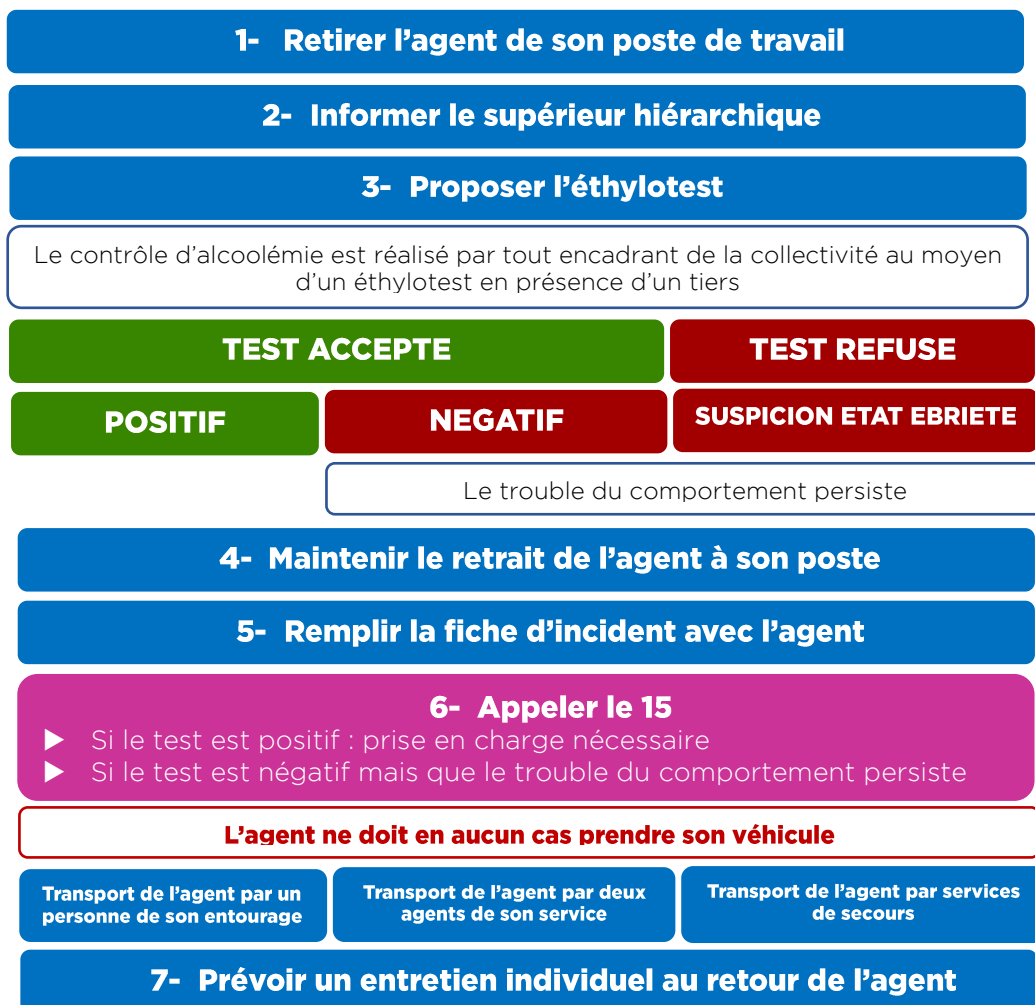 1- Retirer l’agent de son poste de travail
2- Informer le supérieur hiérarchique
3- Proposer l’éthylotest
Le contrôle d’alcoolémie est réalisé par tout encadrant de la collectivité au moyen
d’un éthylotest en présence d’un tiers
TEST ACCEPTE
TEST REFUSE
POSITIF
NEGATIF
SUSPICION ETAT EBRIETE
Le trouble du comportement persiste
4- Maintenir le retrait de l’agent à son poste
5- Remplir la fiche d’incident avec l’agent
6- Appeler le 15
▶ Si le test est positif : prise en charge nécessaire
▶ Si le test est négatif mais que le trouble du comportement persiste
L’agent ne doit en aucun cas prendre son véhicule
Transport de l’agent par un
personne de son entourage
Transport de l’agent par deux
agents de son service
Transport de l’agent par services
de secours
7- Prévoir un entretien individuel au retour de l’agent